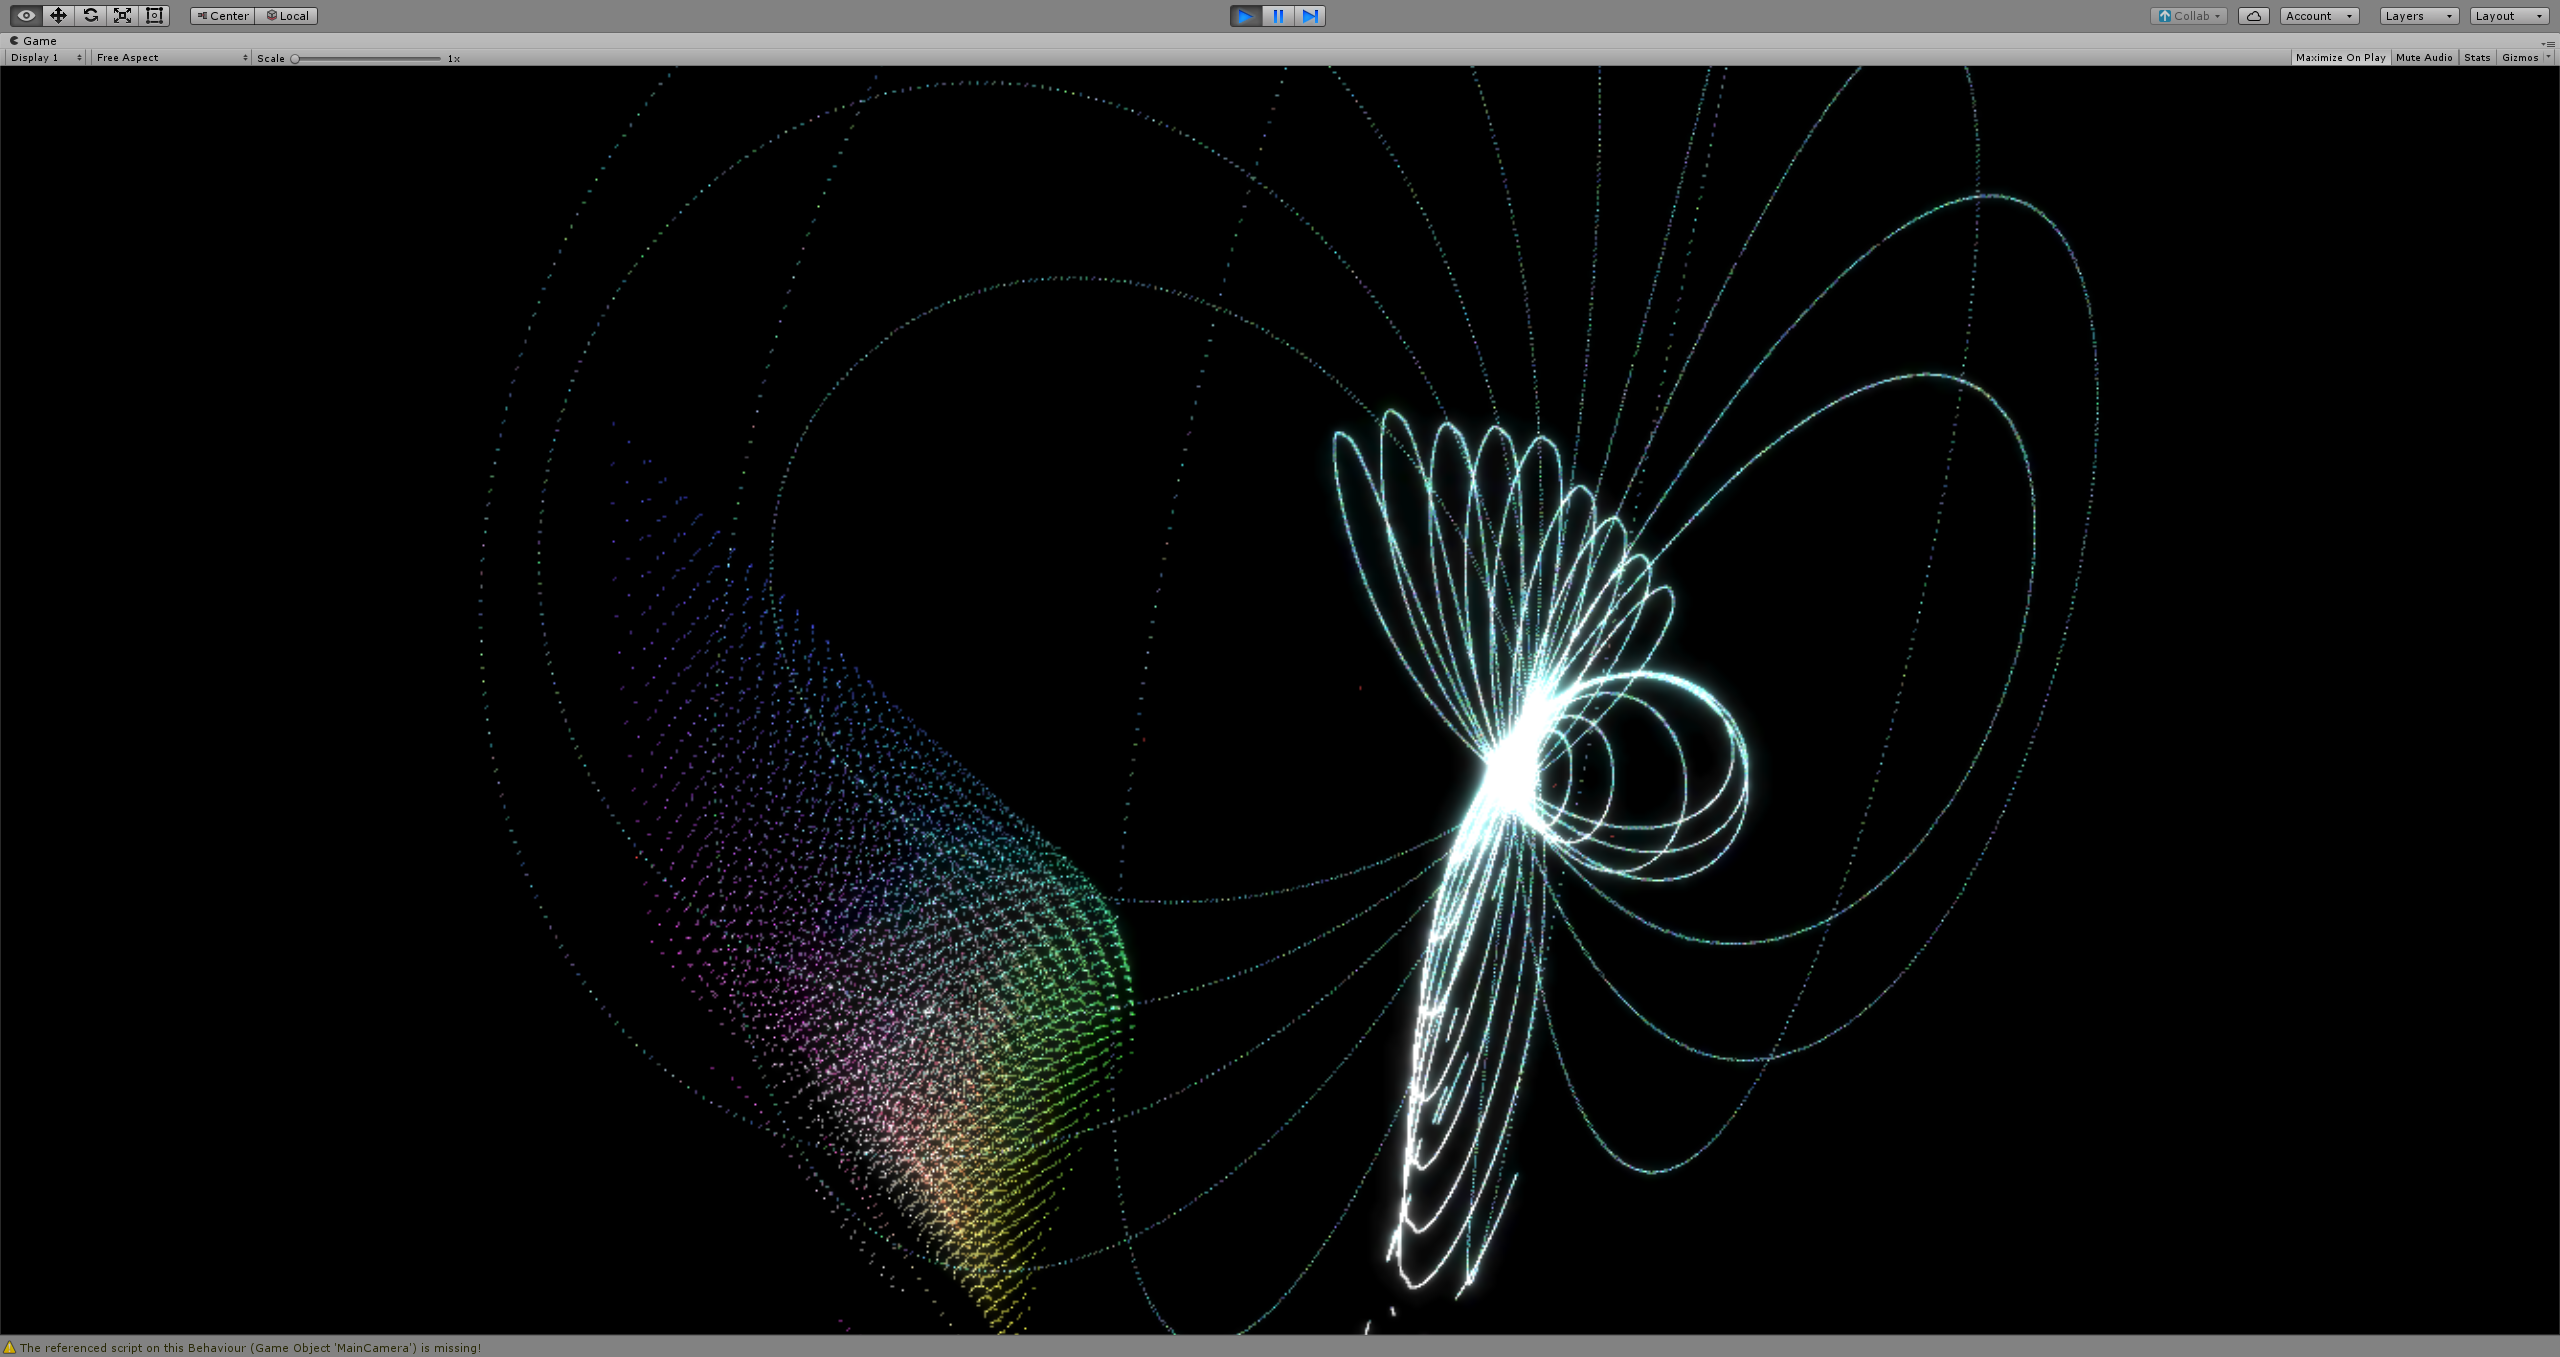 Center Local Collab Account Layers Layout
Game
Display 1 Free Aspect Scale 1x Maximize On Play Mute Audio Stats Gizmos
The referenced script on this Behaviour (Game Object 'MainCamera') is missing!